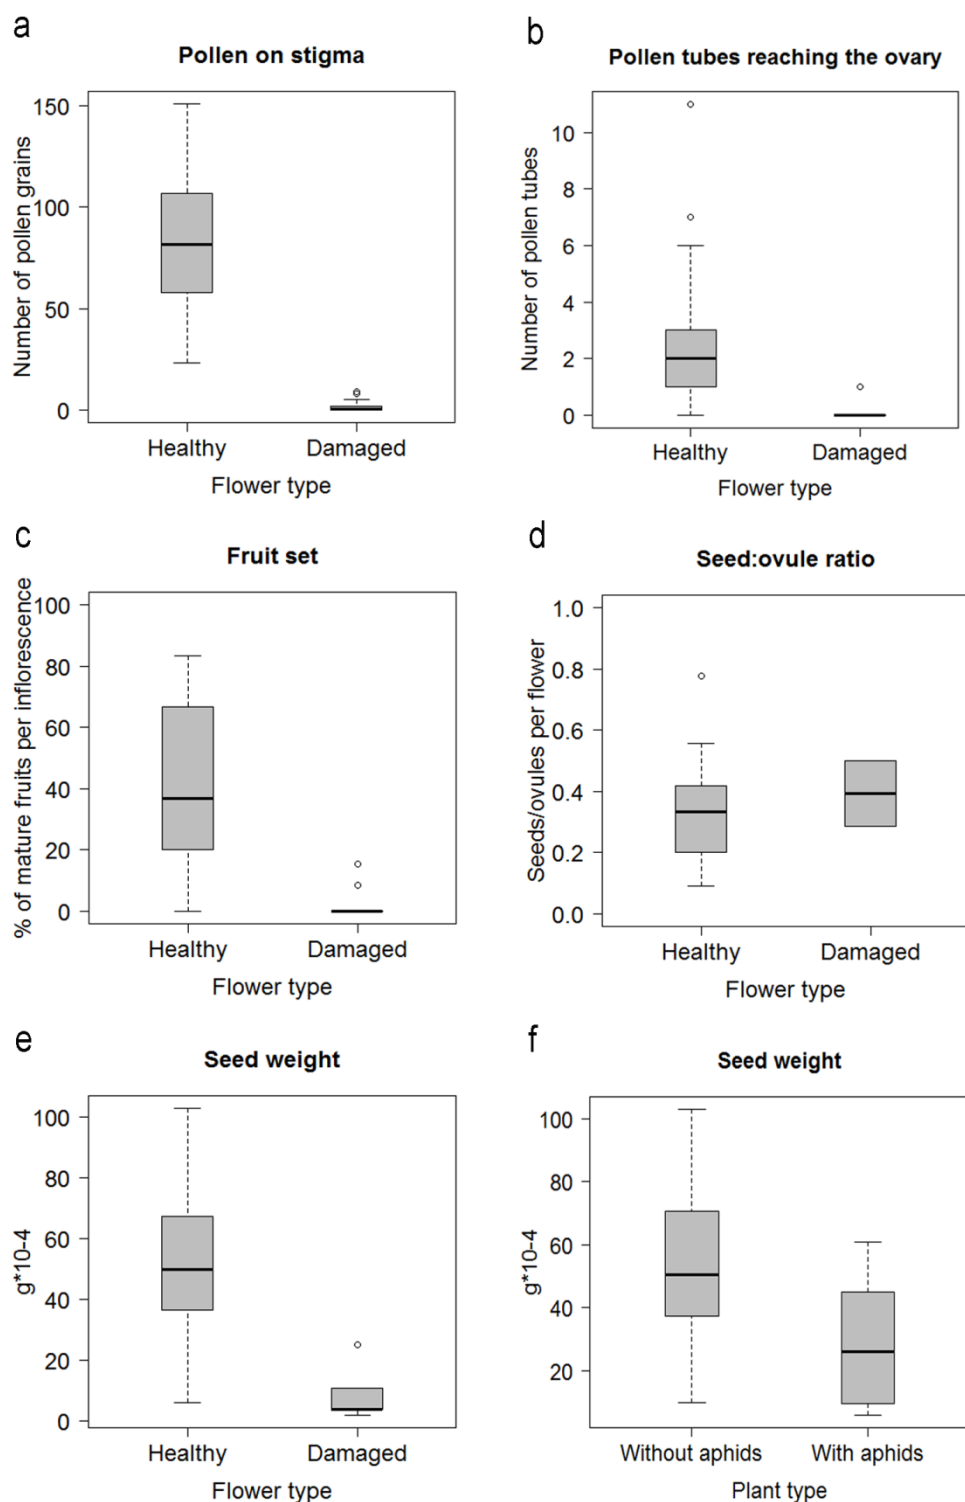 a
Pollen on stigma
Number of pollen grains
150
100
50
0
Healthy Damaged
Flower type
b
Pollen tubes reaching the ovary
Number of pollen tubes
10
8
6
4
2
0
Healthy Damaged
Flower type
c
Fruit set
% of mature fruits per inflorescence
100
80
60
40
20
0
Healthy Damaged
Flower type
d
Seed:ovule ratio
Seeds/ovules per flower
1.0
0.8
0.6
0.4
0.2
0.0
Healthy Damaged
Flower type
e
Seed weight
g*10-4
100
80
60
40
20
0
Healthy Damaged
Flower type
f
Seed weight
g*10-4
100
80
60
40
20
Without aphids With aphids
Plant type